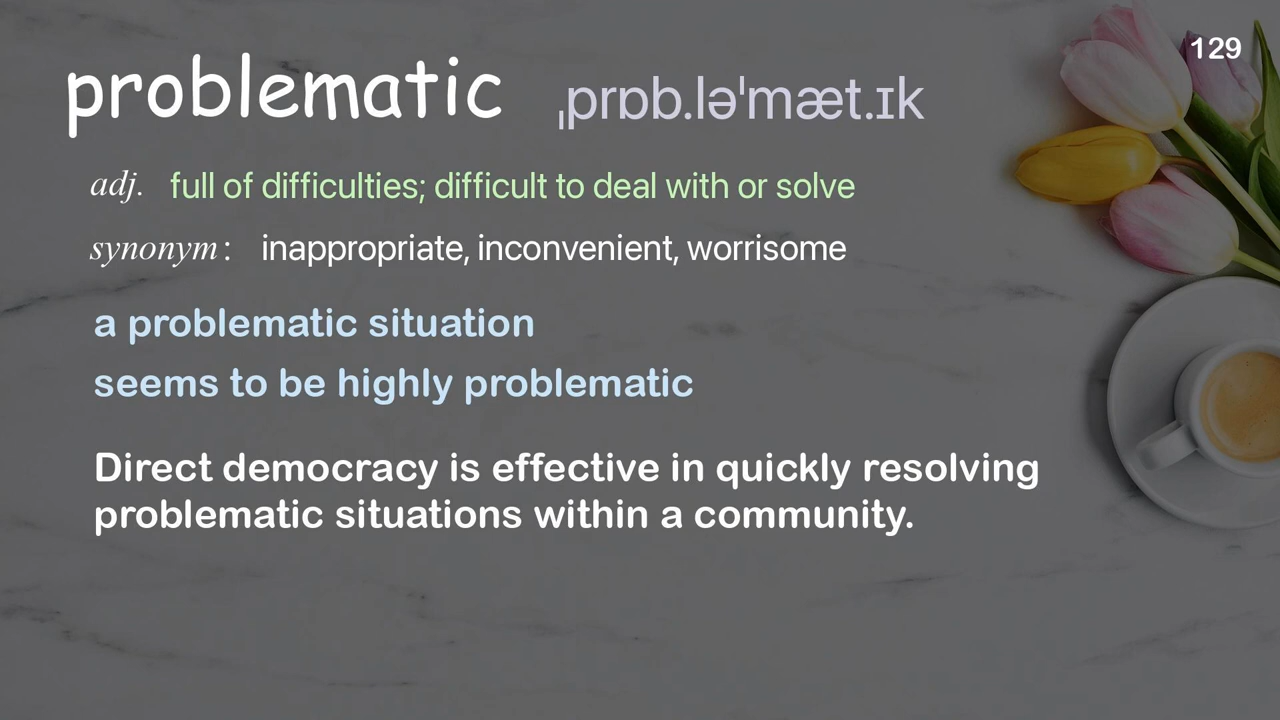 129
problematic ˌprɒb.ləˈmæt.ɪk
adj. full of difficulties; difficult to deal with or solve
synonym: inappropriate, inconvenient, worrisome
a problematic situation
seems to be highly problematic
Direct democracy is effective in quickly resolving
problematic situations within a community.